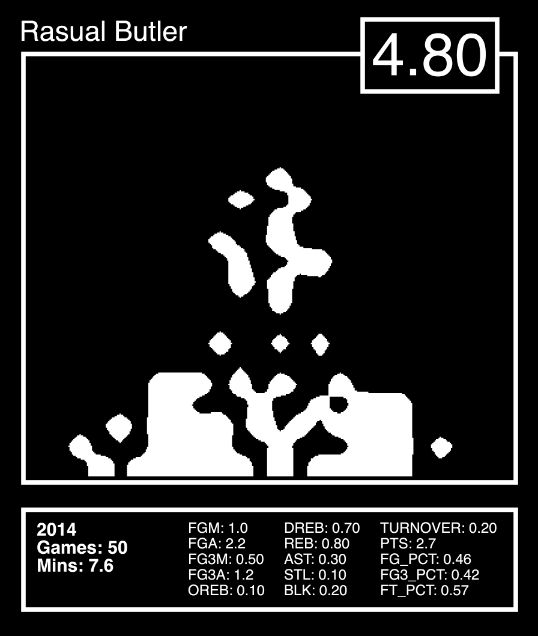 Rasual Butler
4.80
2014
Games: 50
Mins: 7.6
FGM: 1.0
FGA: 2.2
FG3M: 0.50
FG3A: 1.2
OREB: 0.10
DREB: 0.70
REB: 0.80
AST: 0.30
STL: 0.10
BLK: 0.20
TURNOVER: 0.20
PTS: 2.7
FG_PCT: 0.46
FG3_PCT: 0.42
FT_PCT: 0.57